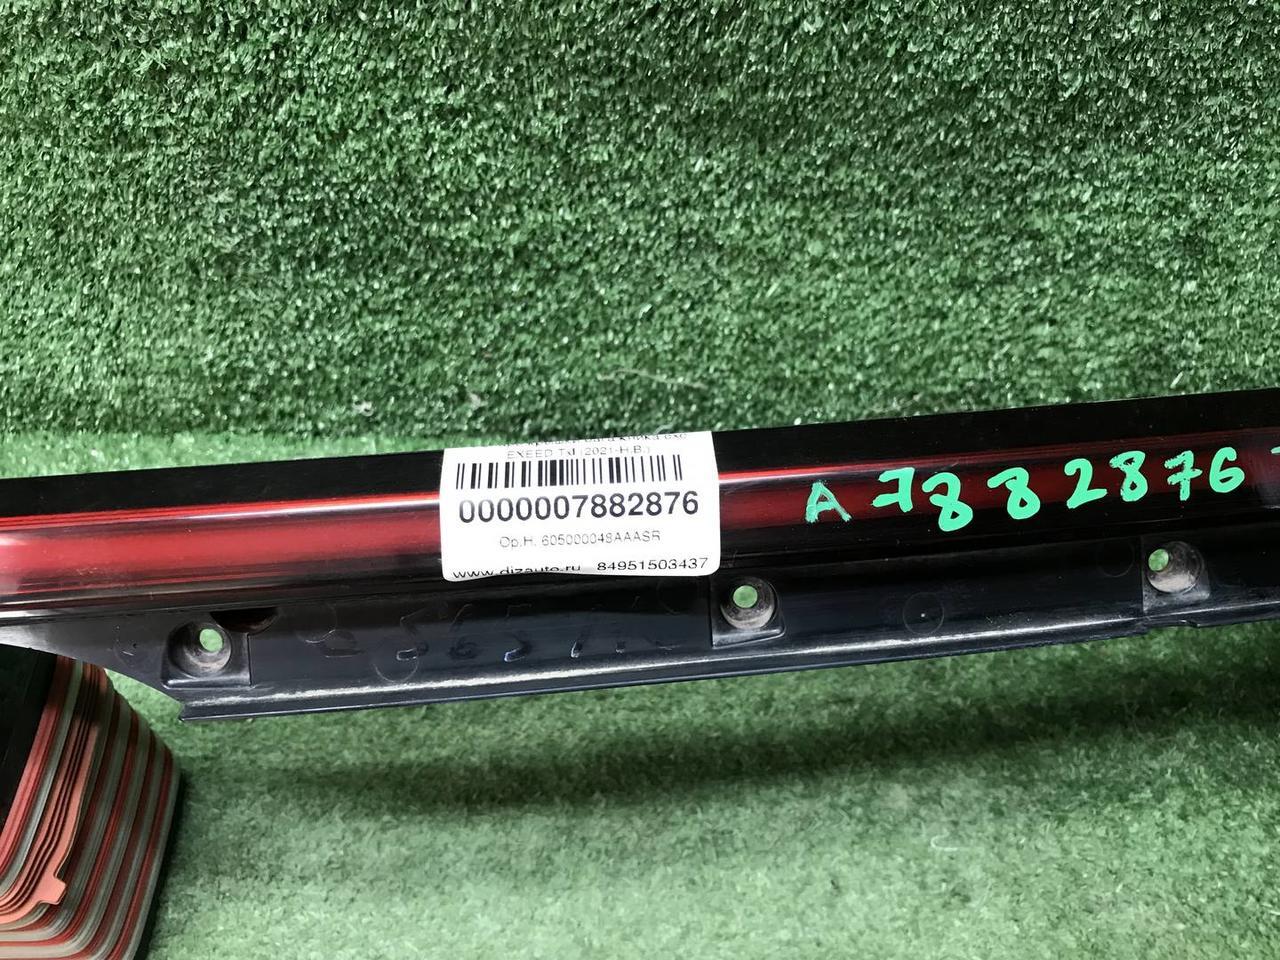 EXEED Txl (2021-Н.В.)
0000007882876
Ор.Н. 605000048AAASR
www.dizauto.ru 84951503437
A 7882876